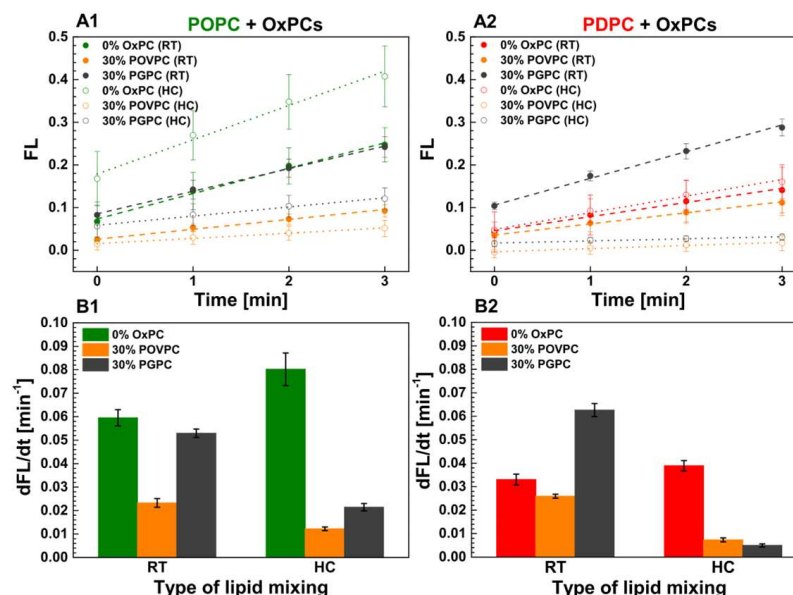 A1
POPC + OxPCs
0% OxPC (RT)
30% POVPC (RT)
30% PGPC (RT)
0% OxPC (HC)
30% POVPC (HC)
30% PGPC (HC)
0.5
0.4
0.3
0.2
0.1
0.0
FL
0 1 2 3
Time [min]
A2
PDPC + OxPCs
0% OxPC (RT)
30% POVPC (RT)
30% PGPC (RT)
0% OxPC (HC)
30% POVPC (HC)
30% PGPC (HC)
0.5
0.4
0.3
0.2
0.1
0.0
FL
0 1 2 3
Time [min]
B1
0% OxPC
30% POVPC
30% PGPC
0.10
0.09
0.08
0.07
0.06
0.05
0.04
0.03
0.02
0.01
0.00
dFL/dt [min⁻¹]
RT HC
Type of lipid mixing
B2
0% OxPC
30% POVPC
30% PGPC
0.10
0.09
0.08
0.07
0.06
0.05
0.04
0.03
0.02
0.01
0.00
dFL/dt [min⁻¹]
RT HC
Type of lipid mixing